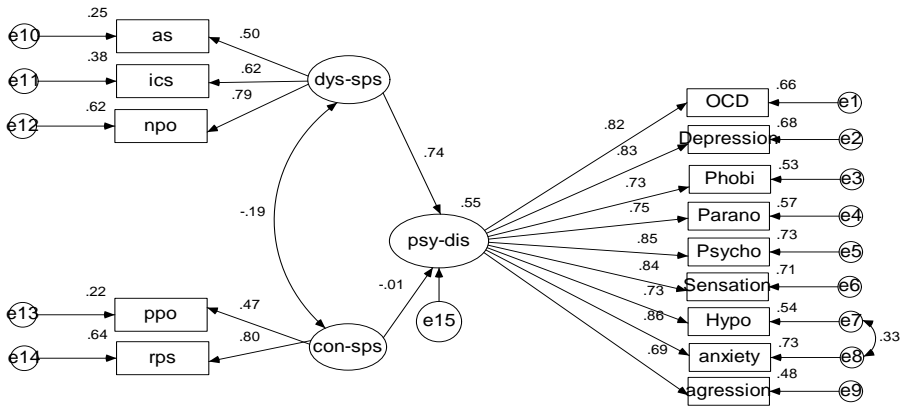 .25
e10
as
.50
.38
e11
ics
.62
dys-sps
.62
e12
npo
.79
.74
-.19
.55
psy-dis
-.01
e15
.22
e13
ppo
.47
.64
e14
rps
.80
con-sps
.82
OCD
.66
e1
.83
Depression
.68
e2
.73
Phobi
.53
e3
.75
Parano
.57
e4
.85
Psycho
.73
e5
.84
Sensation
.71
e6
.73
Hypo
.54
e7
.86
anxiety
.73
e8
.33
.69
agression
.48
e9